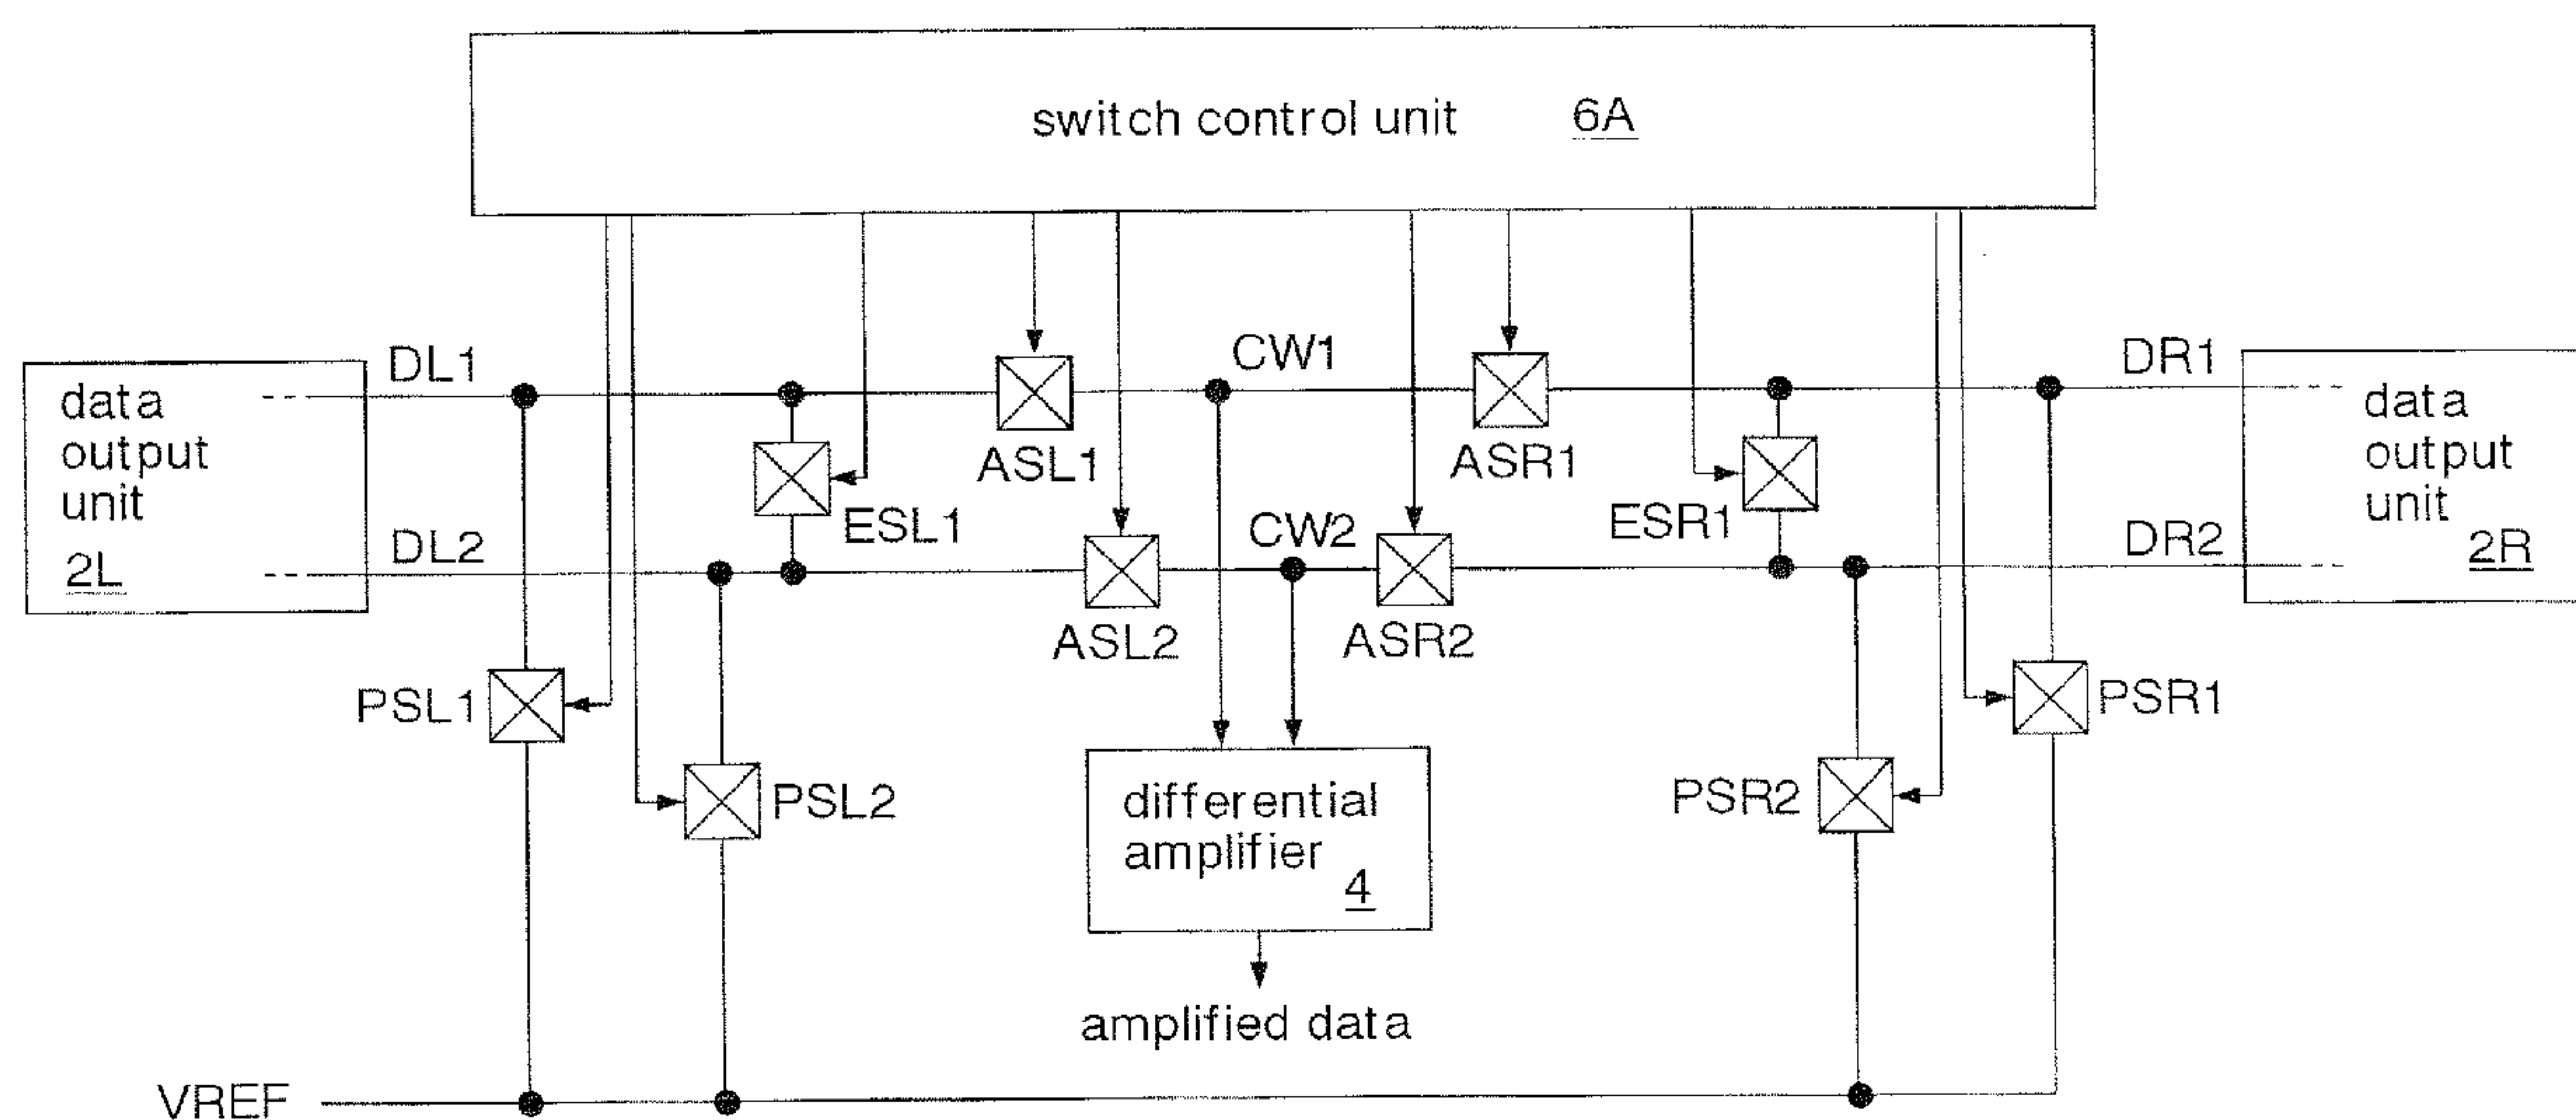 switch control unit 6A
DL1
CW1
DR1
data
output
unit
2L
data
output
unit
2R
ASL1
ASR1
ESL1
ESR1
DL2
CW2
DR2
ASL2
ASR2
PSL1
PSR1
PSL2
PSR2
differential
amplifier
4
amplified data
VREF